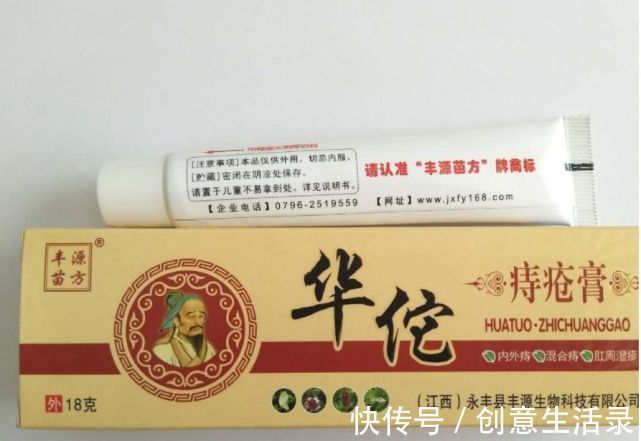 [注意事项]本品仅供外用，切忌内服。
[贮藏]密闭在阴凉处保存。
请置于儿童不易拿到处。详见说明书。
请认准“丰源苗方”牌商标
【企业电话】0796-2519559 【网址】www.jxfy168.com
丰源苗方®
华佗
痔疮膏
HUATUO·ZHICHUANGGAO
内外痔 混合痔 肛周湿疹
外 18克
（江西）永丰县丰源生物科技有限公司
快传号 / 创意生活录